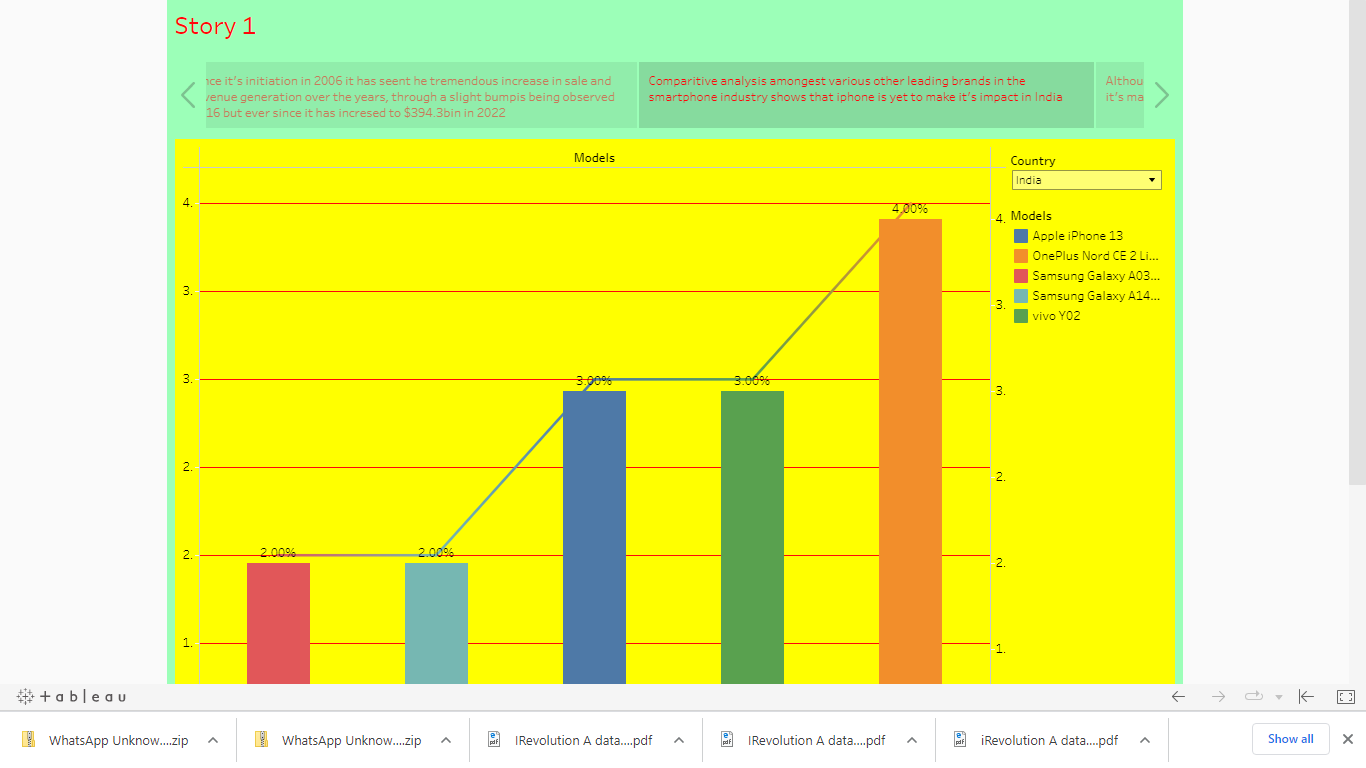 Story 1
nce it's initiation in 2006 it has seent he tremendous increase in sale and
venue generation over the years, through a slight bumpis being observed
16 but ever since it has incresed to $394.3bin in 2022
Comparitive analysis amongest various other leading brands in the
smartphone industry shows that iphone is yet to make it's impact in India
Althou
it's ma
Models
Country
India
Models
Apple iPhone 13
OnePlus Nord CE 2 Li...
Samsung Galaxy A03...
Samsung Galaxy A14...
vivo Y02
4.
3.
3.
2.
2.
1.
2.00%
2.00%
3.00%
3.00%
4.00%
4.
3.
3.
2.
2.
1.
+ableau
WhatsApp Unknow....zip
WhatsApp Unknow....zip
IRevolution A data....pdf
IRevolution A data....pdf
iRevolution A data....pdf
Show all